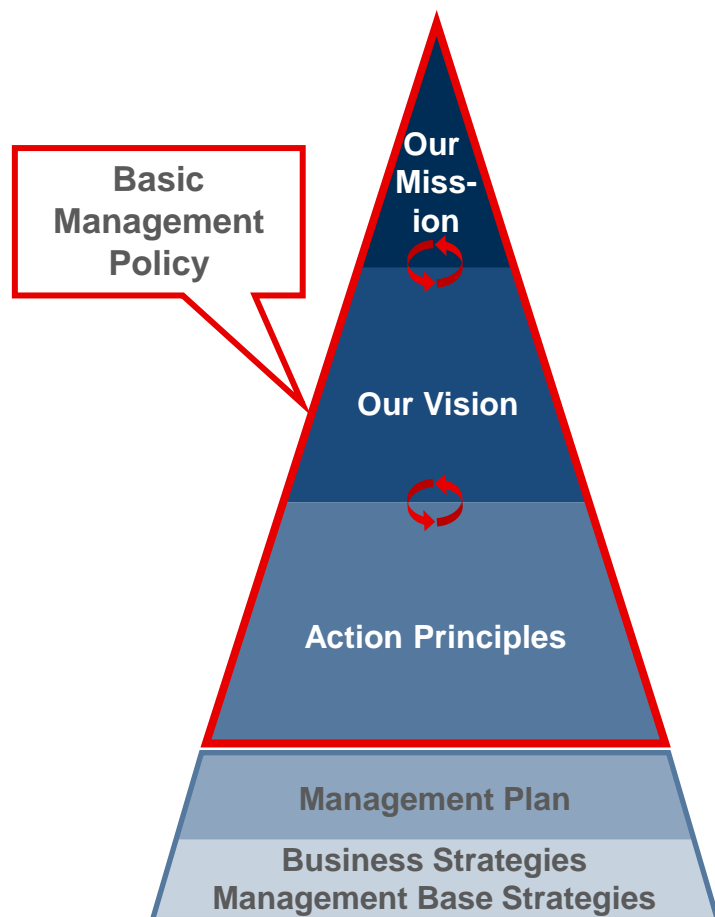 Our
Miss-
ion
Basic
Management
Policy
Our Vision
Action Principles
Management Plan
Business Strategies
Management Base Strategies